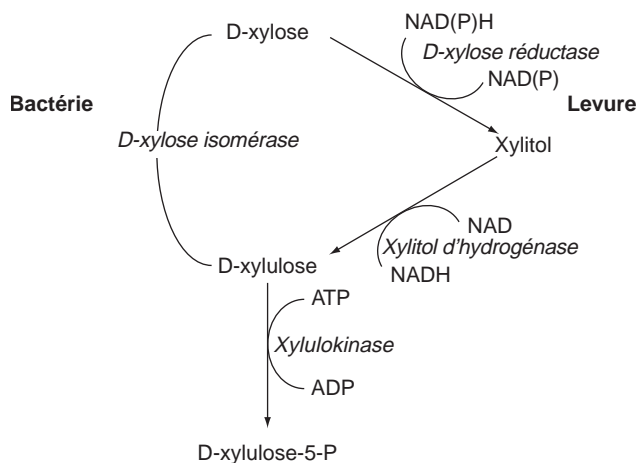 NAD(P)H
D-xylose
D-xylose réductase
NAD(P)
Bactérie
Levure
D-xylose isomérase
Xylitol
NAD
Xylitol d'hydrogénase
D-xylulose
NADH
ATP
Xylulokinase
ADP
D-xylulose-5-P